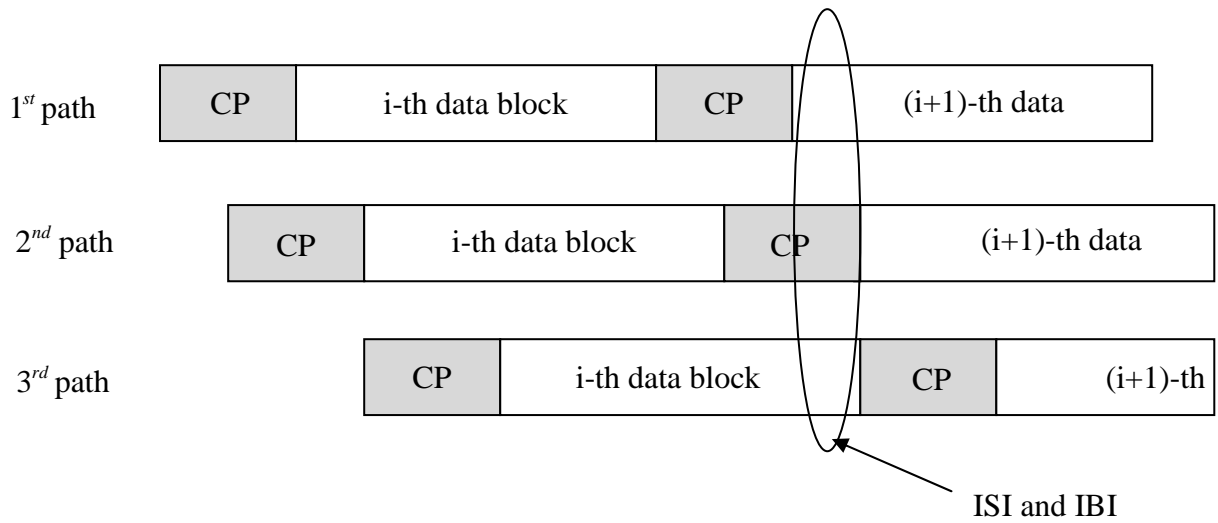 1st path CP i-th data block CP (i+1)-th data
2nd path CP i-th data block CP (i+1)-th data
3rd path CP i-th data block CP (i+1)-th
ISI and IBI